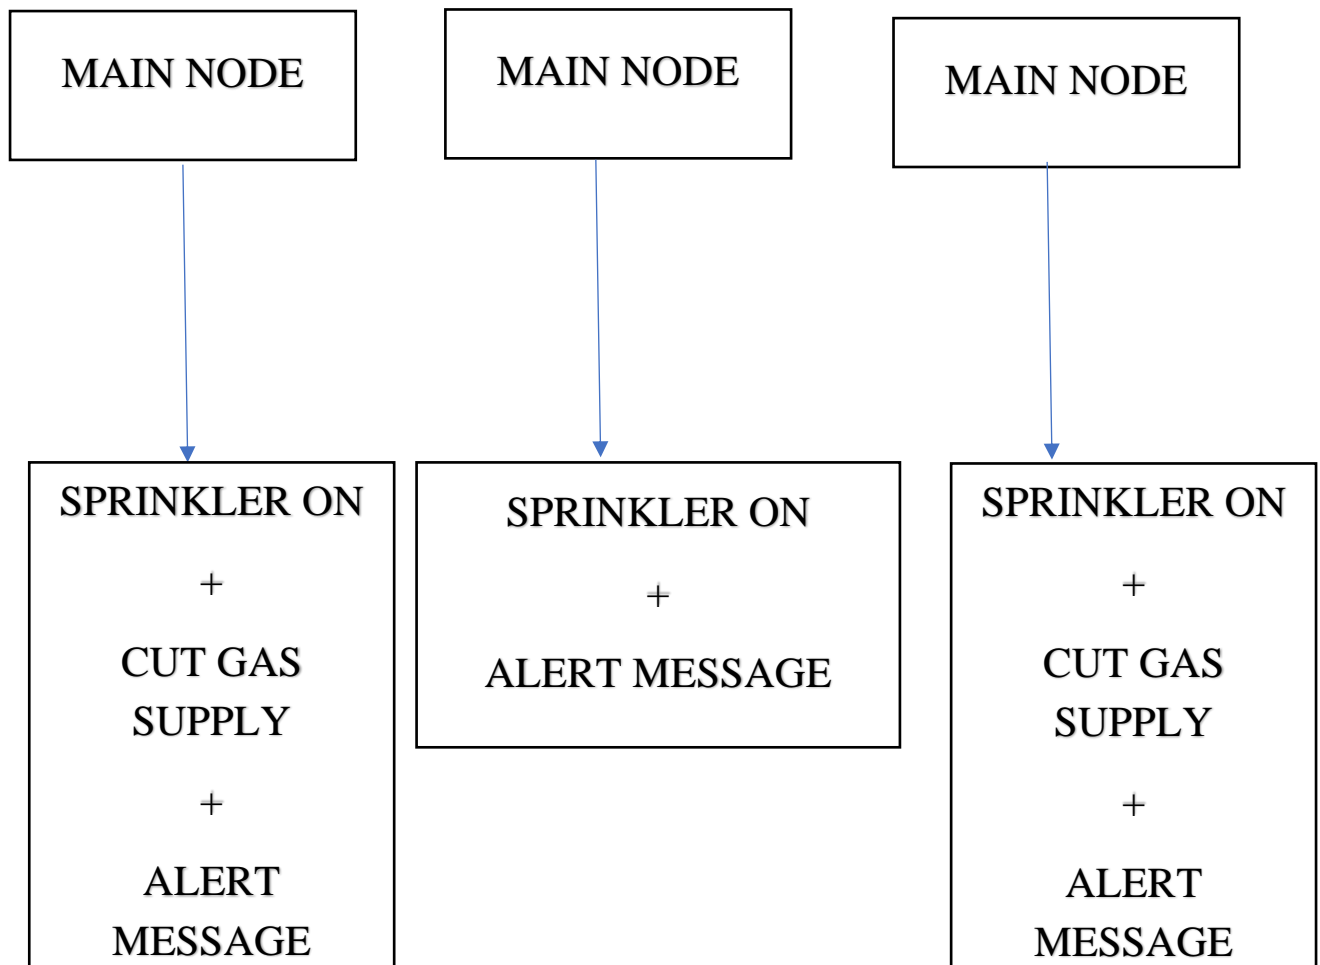 MAIN NODE
MAIN NODE
MAIN NODE
SPRINKLER ON
+
CUT GAS
SUPPLY
+
ALERT
MESSAGE
SPRINKLER ON
+
ALERT MESSAGE
SPRINKLER ON
+
CUT GAS
SUPPLY
+
ALERT
MESSAGE